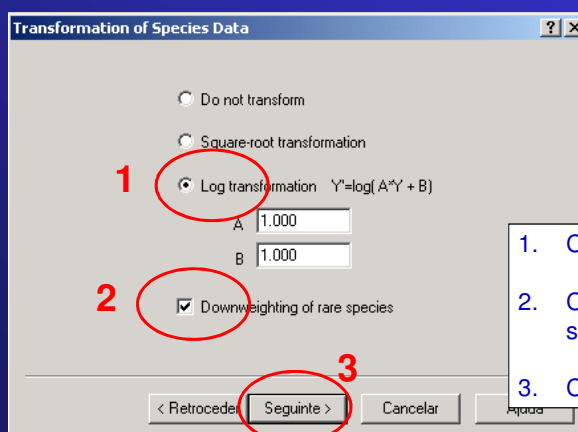 Transformation of Species Data
Do not transform
Square-root transformation
1
Log transformation Y'=log( A*Y + B)
A 1.000
B 1.000
2
Downweighting of rare species
3
< Retroceder
Seguinte >
Cancelar
Ajuda
1.
2.
3.